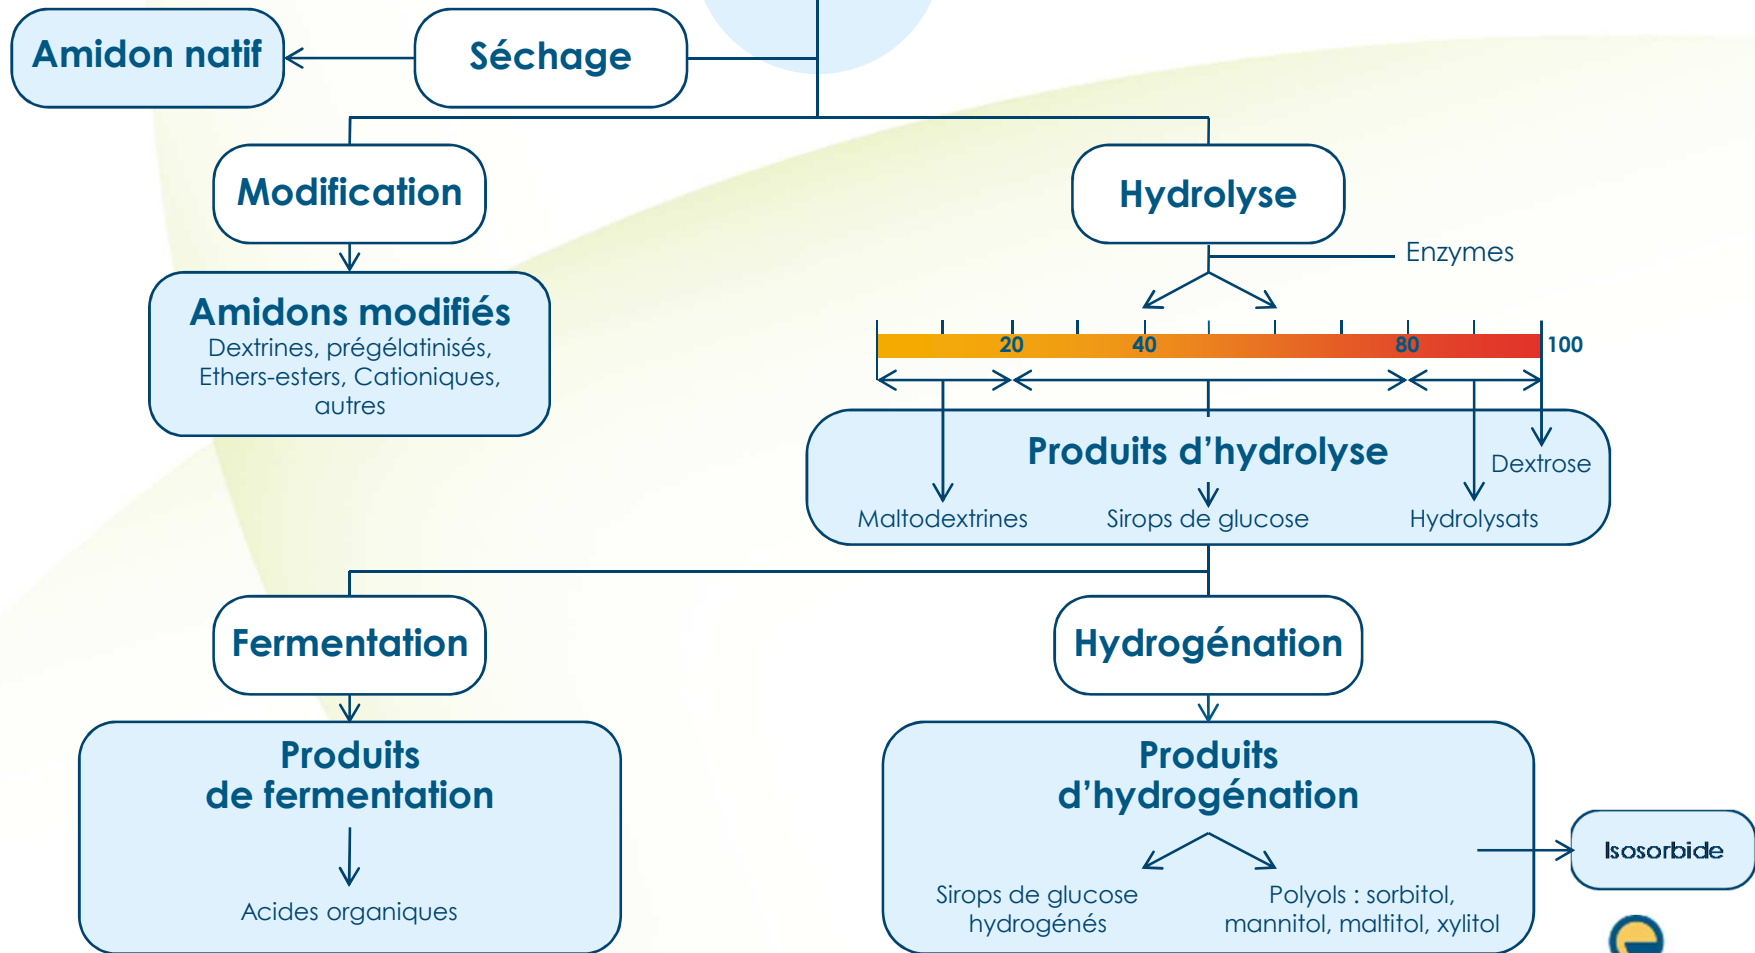 Amidon natif
Séchage
Modification
Hydrolyse
Enzymes
Amidons modifiés
Dextrines, prégélatinisés,
Ethers-esters, Cationiques,
autres
20 40 80 100
Produits d’hydrolyse
Dextrose
Maltodextrines
Sirops de glucose
Hydrolysats
Fermentation
Hydrogénation
Produits
de fermentation
Acides organiques
Produits
d’hydrogénation
Sirops de glucose
hydrogénés
Polyols : sorbitol,
mannitol, maltitol, xylitol
Isosorbide